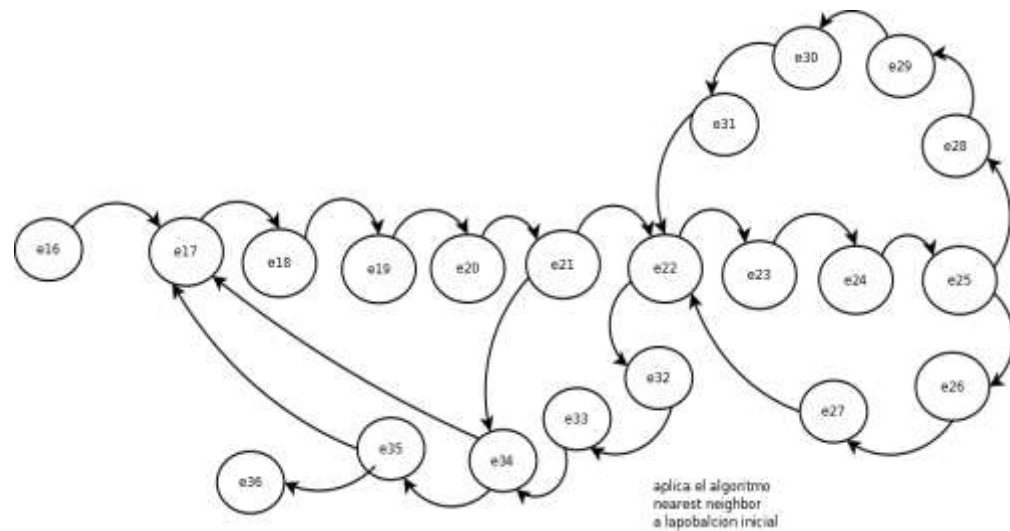 e30
e29
e31
e28
e16
e17
e18
e19
e20
e21
e22
e23
e24
e25
e32
e26
e33
e27
e35
e34
e36
aplica el algoritmo
nearest neighbor
a lapobalcion inicial